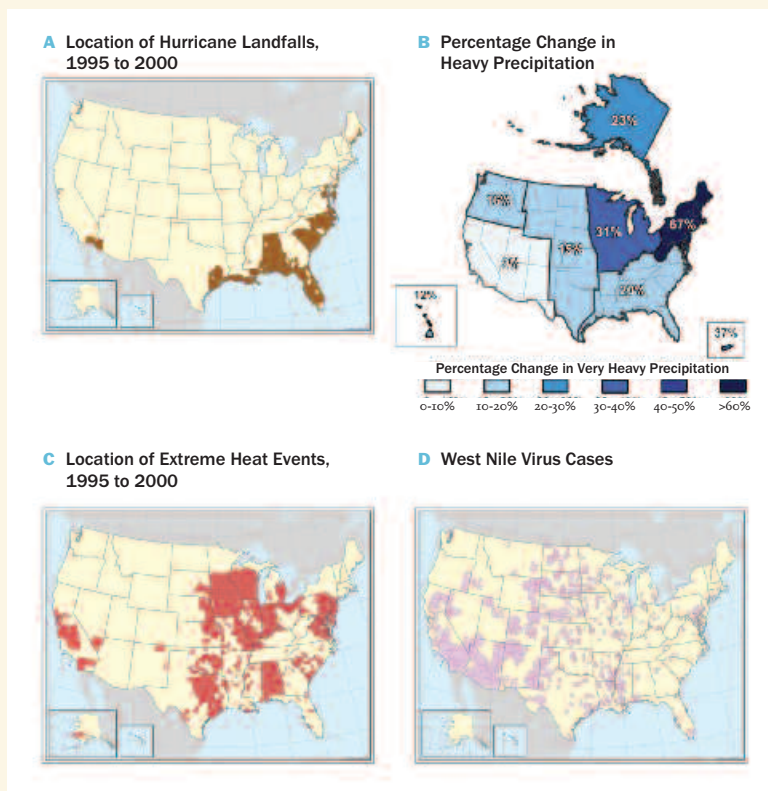 A Location of Hurricane Landfalls,
1995 to 2000
B Percentage Change in
Heavy Precipitation
23%
67%
31%
15%
20%
12%
37%
Percentage Change in Very Heavy Precipitation
0-10% 10-20% 20-30% 30-40% 40-50% >60%
C Location of Extreme Heat Events,
1995 to 2000
D West Nile Virus Cases